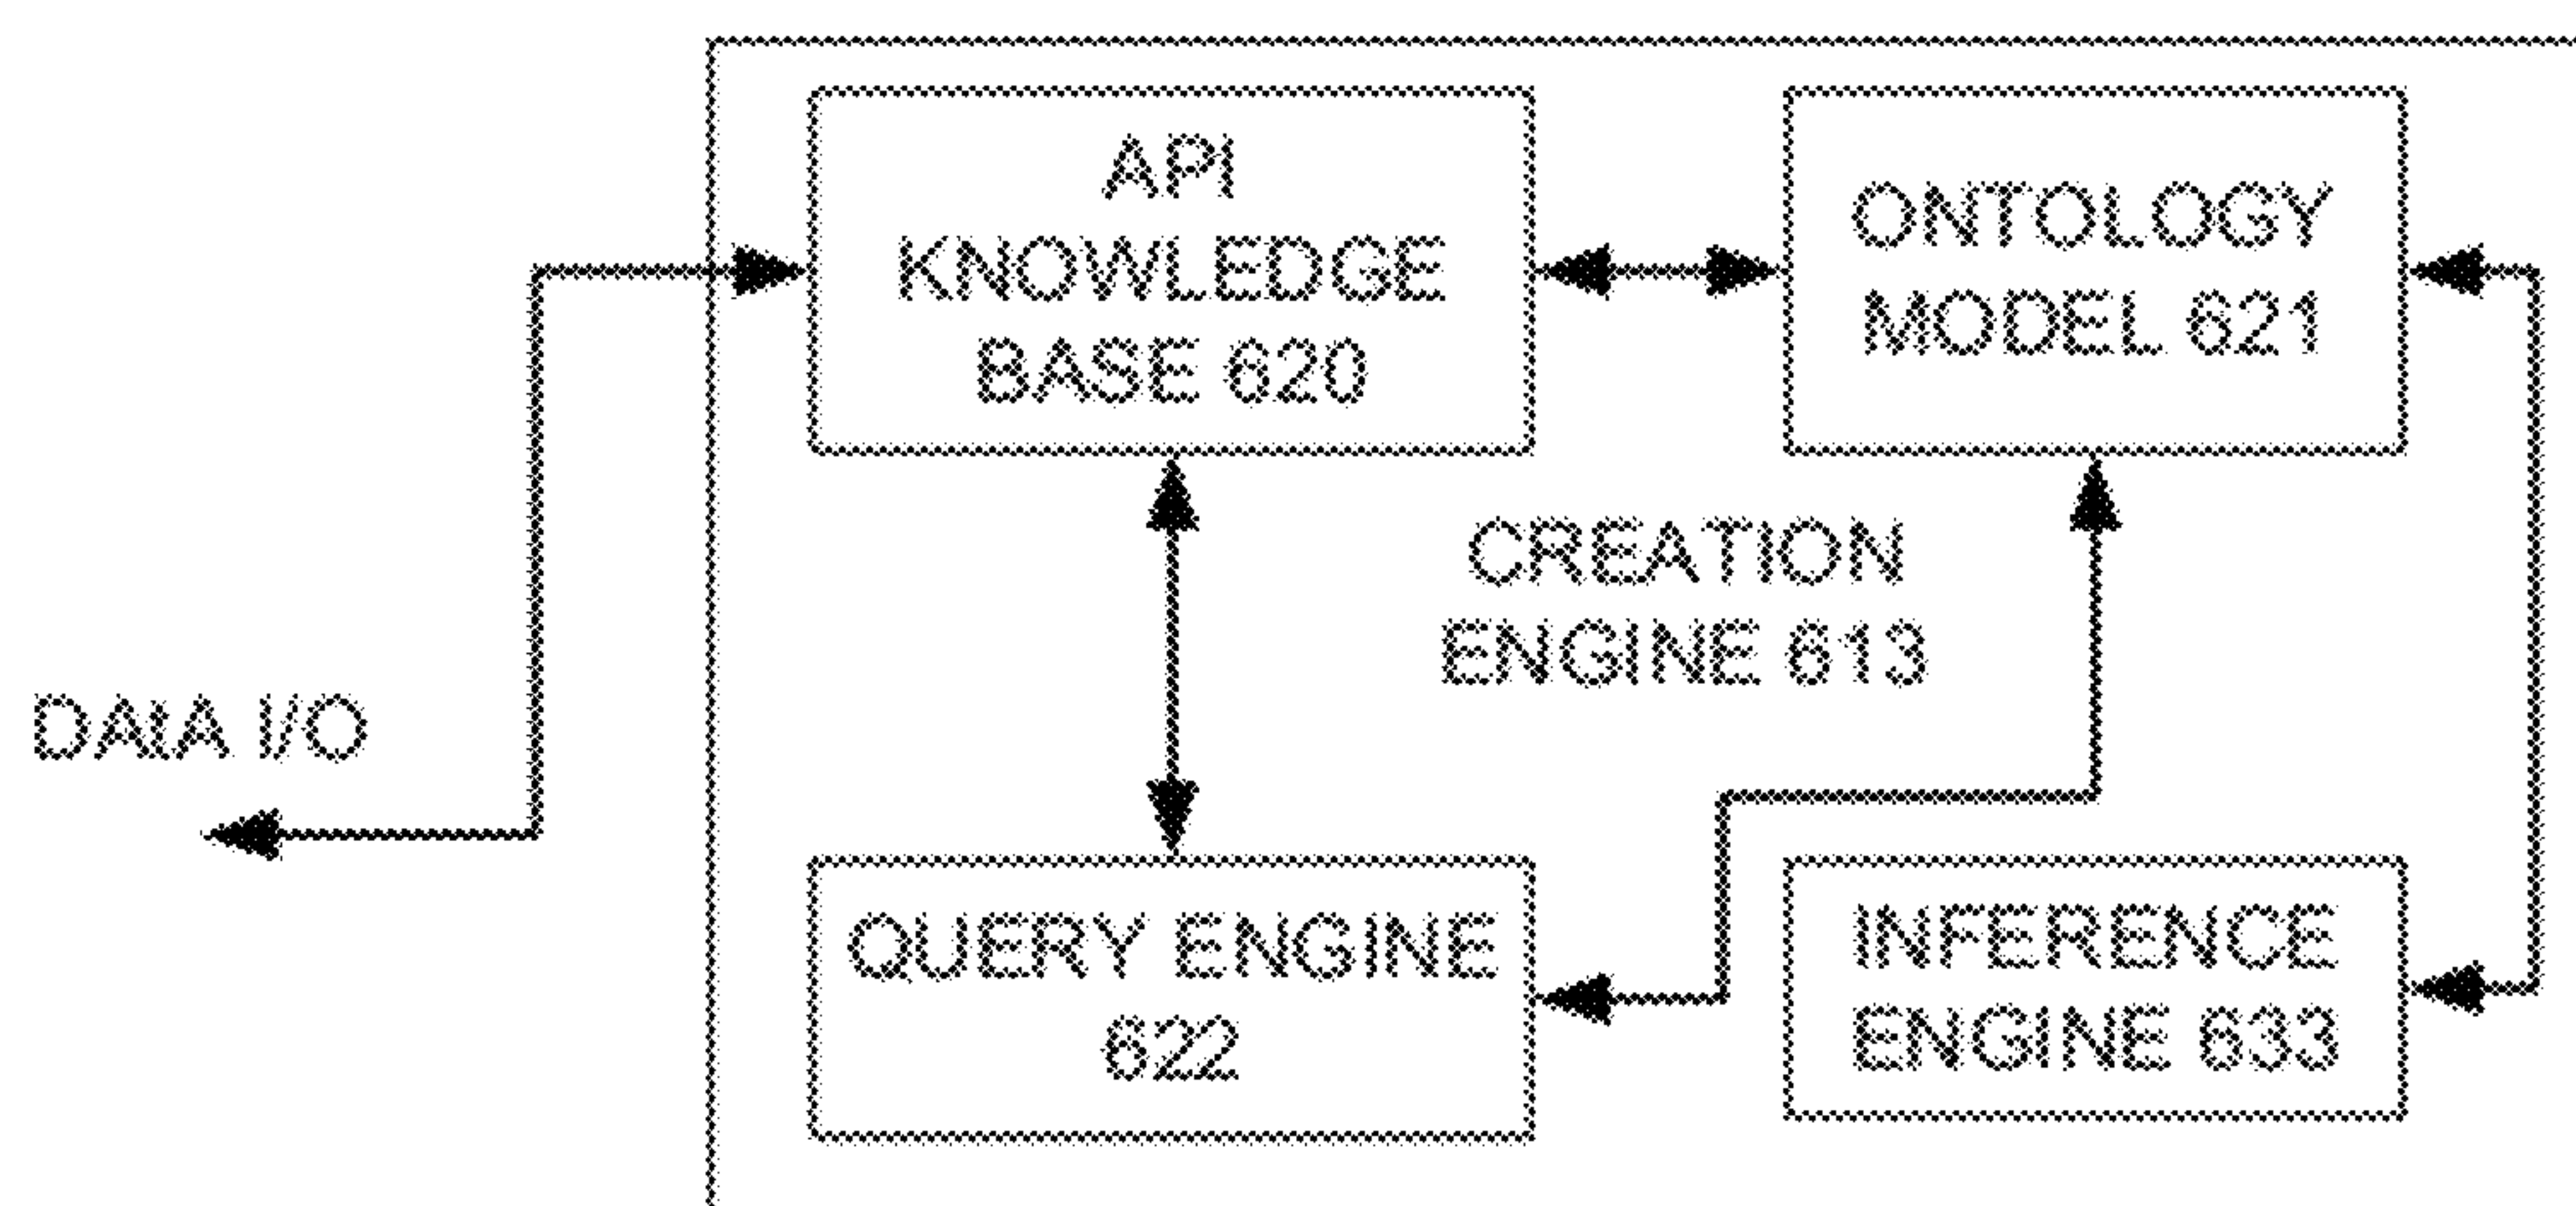 API
KNOWLEDGE
BASE 620
ONTOLOGY
MODEL 621
CREATION
ENGINE 613
DAtA I/O
QUERY ENGINE
622
INFERENCE
ENGINE 633